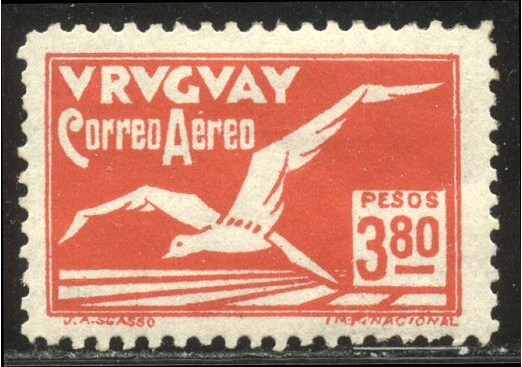 VRVGVAY
Correo Aéreo
PESOS
3.80
J.A.SGASSO
IMP.NACIONAL